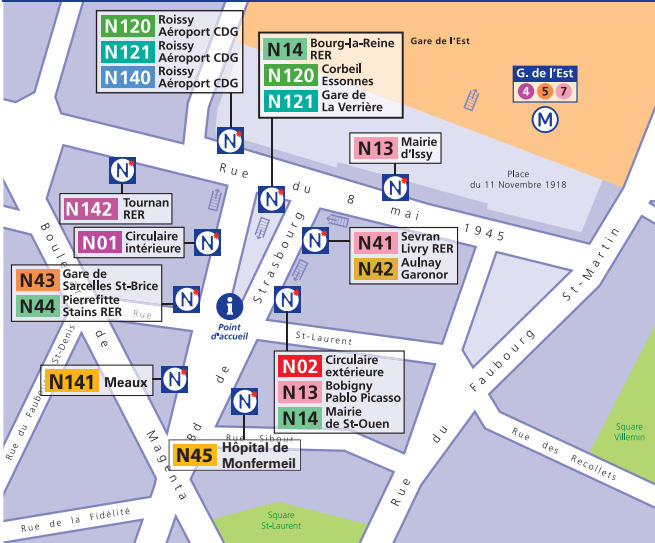 N120 Roissy
Aéroport CDG
N121 Roissy
Aéroport CDG
N140 Roissy
Aéroport CDG
N14 Bourg-la-Reine
RER
N120 Corbeil
Essonnes
N121 Gare de
La Verrière
Gare de l'Est
G. de l'Est
4 5 7
M
N
N13 Mairie
d'Issy
N
Place
du 11 Novembre 1918
N
N142 Tournan
RER
N
Rue du 8 mai 1945
N01 Circulaire
intérieure
N
N
N41 Sevran
Livry RER
N42 Aulnay
Garonor
N43 Gare de
Sarcelles St-Brice
N44 Pierrefitte
Stains RER
N
i
Point
d'accueil
N
Rue St-Laurent
Bd de Strasbourg
Boulevard de Magenta
Rue du Faubourg St-Martin
Rue du Faubourg St-Denis
N02 Circulaire
extérieure
N13 Bobigny
Pablo Picasso
N14 Mairie
de St-Ouen
N141 Meaux
N
N
Rue Sibour
N45 Hôpital de
Monfermeil
Rue des Recollets
Square
Villemin
Rue de la Fidélité
Square
St-Laurent